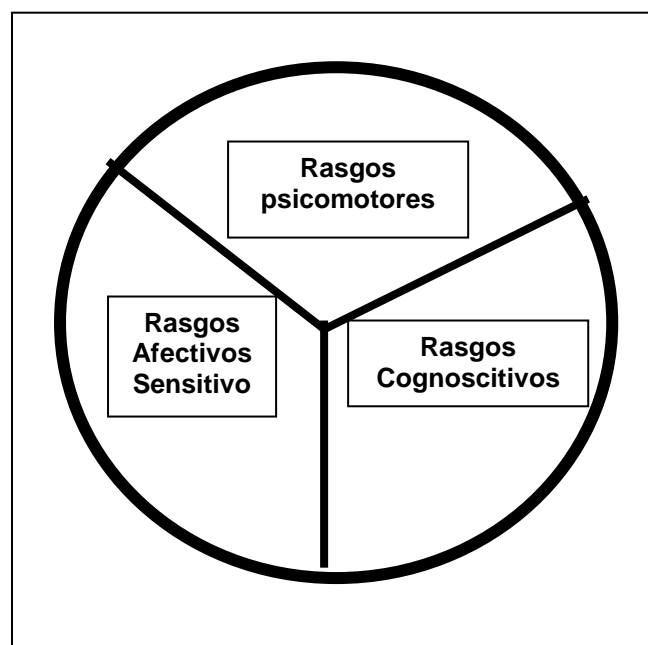 Rasgos
psicomotores
Rasgos
Afectivos
Sensitivo
Rasgos
Cognoscitivos